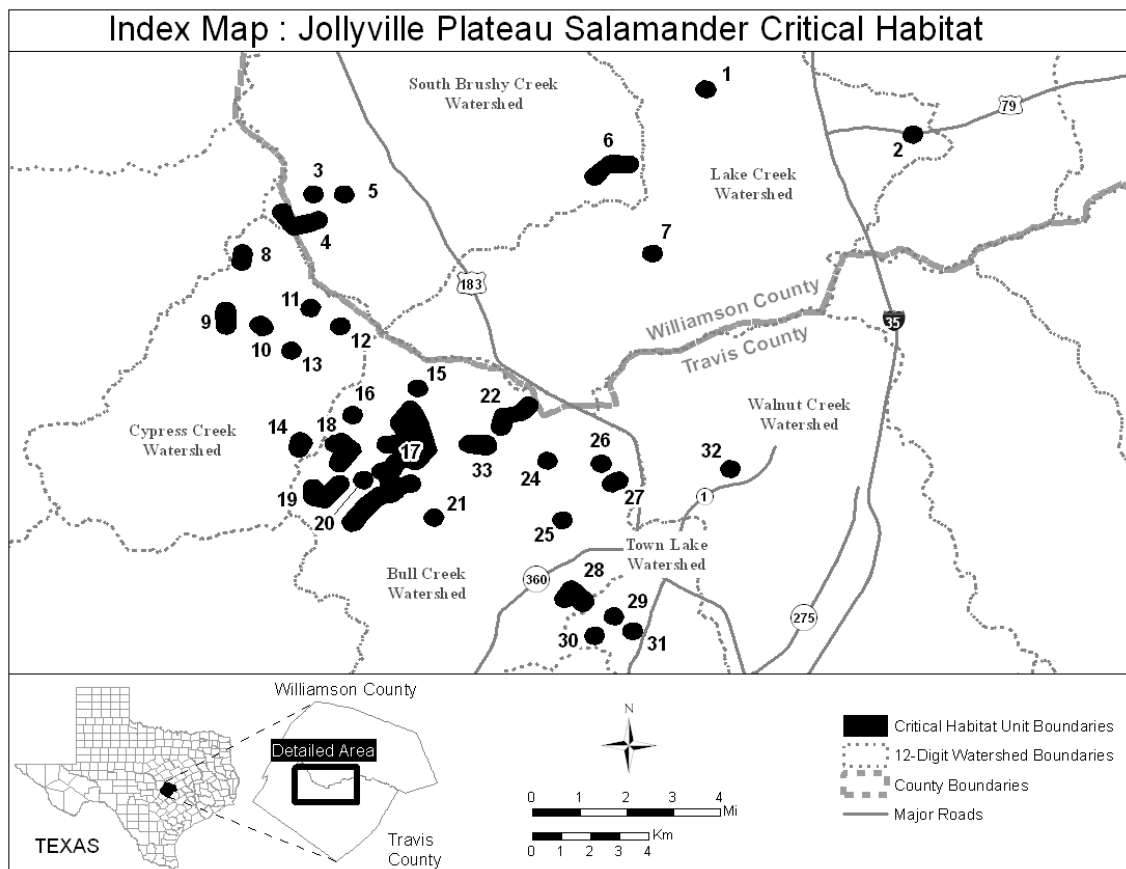 Index Map : Jollyville Plateau Salamander Critical Habitat
South Brushy Creek
Watershed
1
79
2
6
Lake Creek
Watershed
3
5
4
7
8
183
11
9
10
12
13
Williamson County
Travis County
35
15
16
22
14
18
17
Cypress Creek
Watershed
Walnut Creek
Watershed
33
24
26
27
32
19
20
21
25
1
Town Lake
Watershed
Bull Creek
Watershed
360
28
29
30
31
275
Williamson County
Detailed Area
TEXAS
Travis
County
N
0 1 2 3 4
Mi
Km
0 1 2 3 4
Critical Habitat Unit Boundaries
12-Digit Watershed Boundaries
County Boundaries
Major Roads